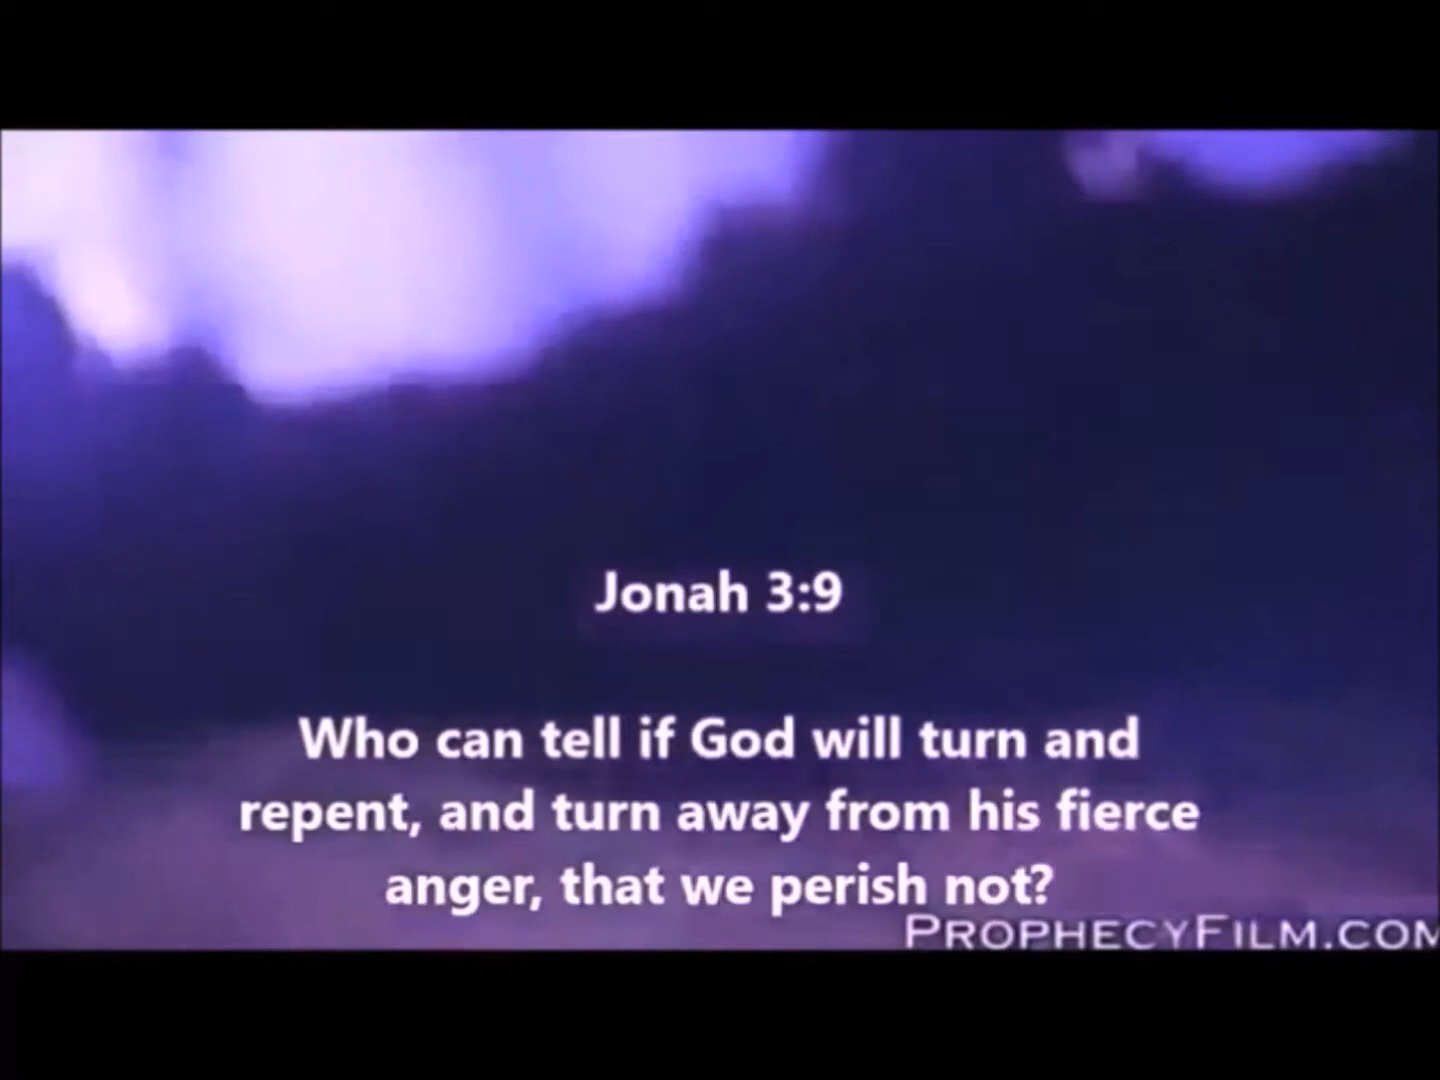 Jonah 3:9
Who can tell if God will turn and
repent, and turn away from his fierce
anger, that we perish not?
PROPHECYFILM.COM